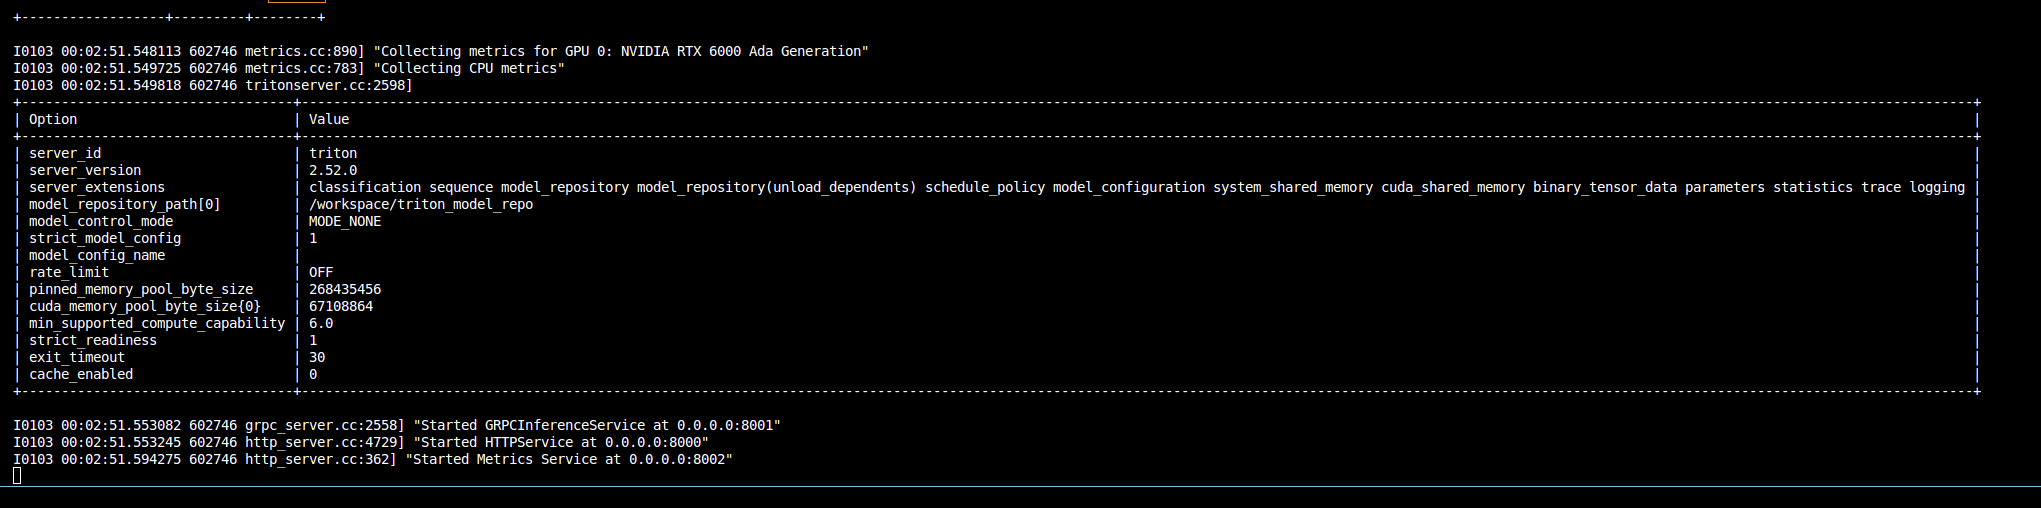 +------------------+---------+--------+
I0103 00:02:51.548113 602746 metrics.cc:890] "Collecting metrics for GPU 0: NVIDIA RTX 6000 Ada Generation"
I0103 00:02:51.549725 602746 metrics.cc:783] "Collecting CPU metrics"
I0103 00:02:51.549818 602746 tritonserver.cc:2598]
| Option | Value |
| server_id | triton |
| server_version | 2.52.0 |
| server_extensions | classification sequence model_repository model_repository(unload_dependents) schedule_policy model_configuration system_shared_memory cuda_shared_memory binary_tensor_data parameters statistics trace logging |
| model_repository_path[0] | /workspace/triton_model_repo |
| model_control_mode | MODE_NONE |
| strict_model_config | 1 |
| model_config_name | |
| rate_limit | OFF |
| pinned_memory_pool_byte_size | 268435456 |
| cuda_memory_pool_byte_size{0} | 67108864 |
| min_supported_compute_capability | 6.0 |
| strict_readiness | 1 |
| exit_timeout | 30 |
| cache_enabled | 0 |
I0103 00:02:51.553082 602746 grpc_server.cc:2558] "Started GRPCInferenceService at 0.0.0.0:8001"
I0103 00:02:51.553245 602746 http_server.cc:4729] "Started HTTPService at 0.0.0.0:8000"
I0103 00:02:51.594275 602746 http_server.cc:362] "Started Metrics Service at 0.0.0.0:8002"